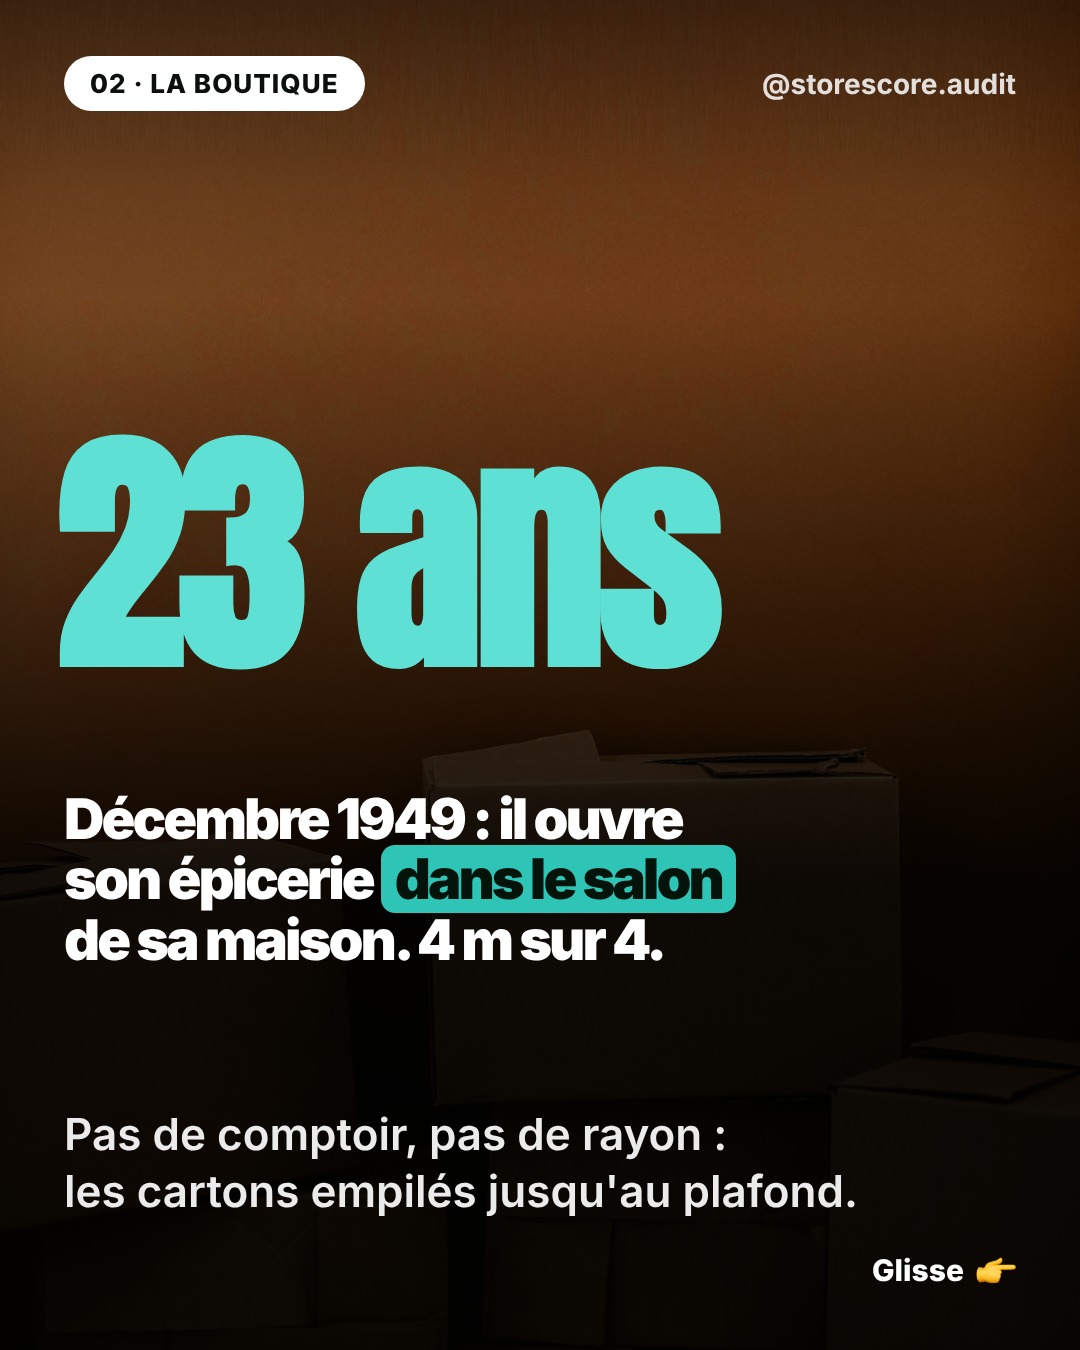 02 · LA BOUTIQUE
@storescore.audit
23 ans
Décembre 1949 : il ouvre
son épicerie dans le salon
de sa maison. 4 m sur 4.
Pas de comptoir, pas de rayon :
les cartons empilés jusqu'au plafond.
Glisse 👉